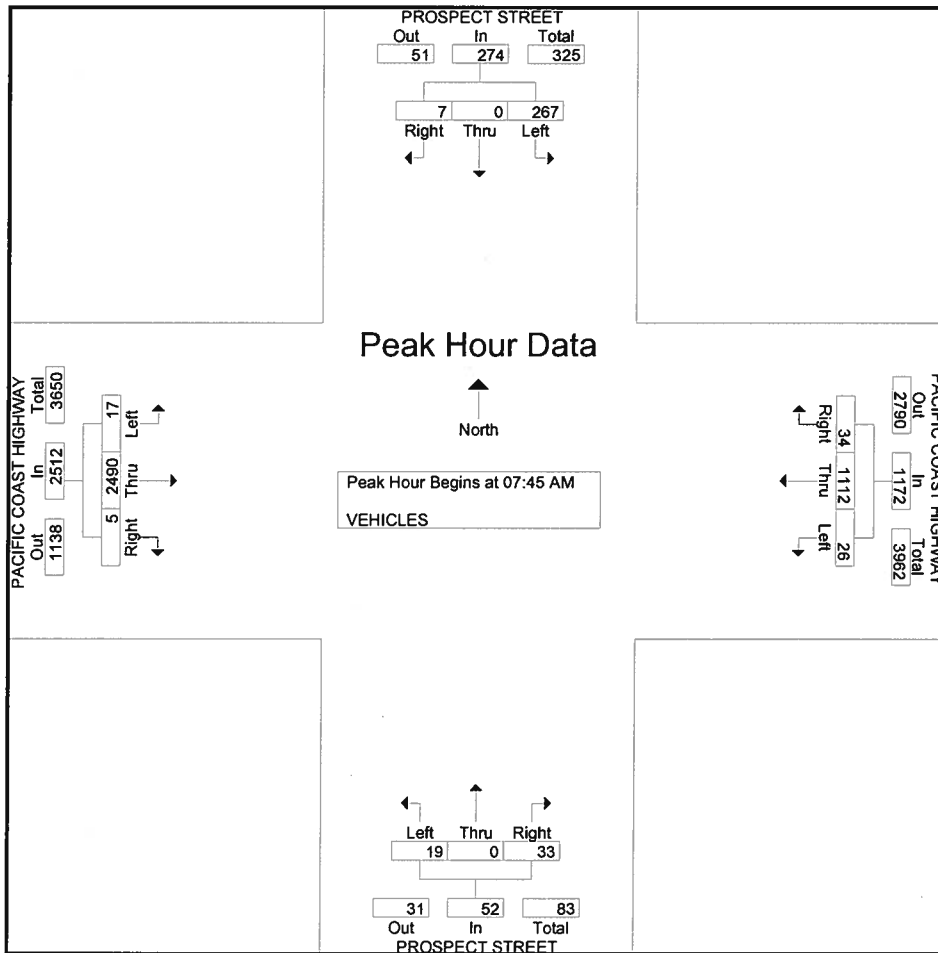 PROSPECT STREET
Out In Total
51 274 325
7 0 267
Right Thru Left
Peak Hour Data
North
Peak Hour Begins at 07:45 AM
VEHICLES
PACIFIC COAST HIGHWAY
Out In Total
1138 2512 3650
5 2490 17
Right Thru Left
PACIFIC COAST HIGHWAY
Out In Total
2790 1172 3962
34 1112 26
Right Thru Left
Left Thru Right
19 0 33
31 52 83
Out In Total
PROSPECT STREET